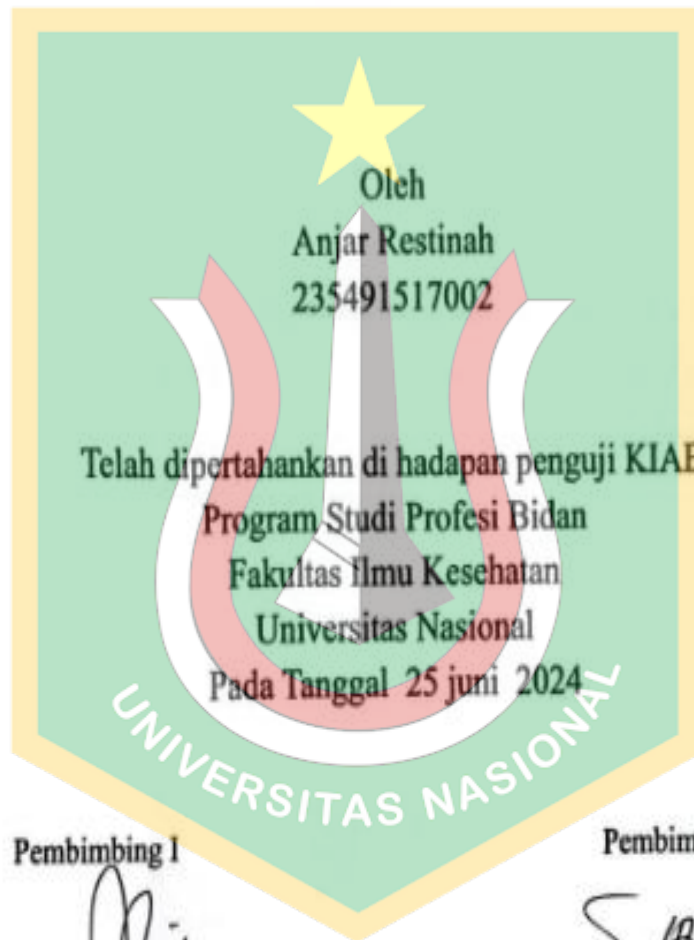 Oleh
Anjar Restinah
235491517002
Telah dipertahankan di hadapan penguji KIAB
Program Studi Profesi Bidan
Fakultas Ilmu Kesehatan
Universitas Nasional
Pada Tanggal 25 juni 2024
UNIVERSITAS NASIONAL
Pembimbing I